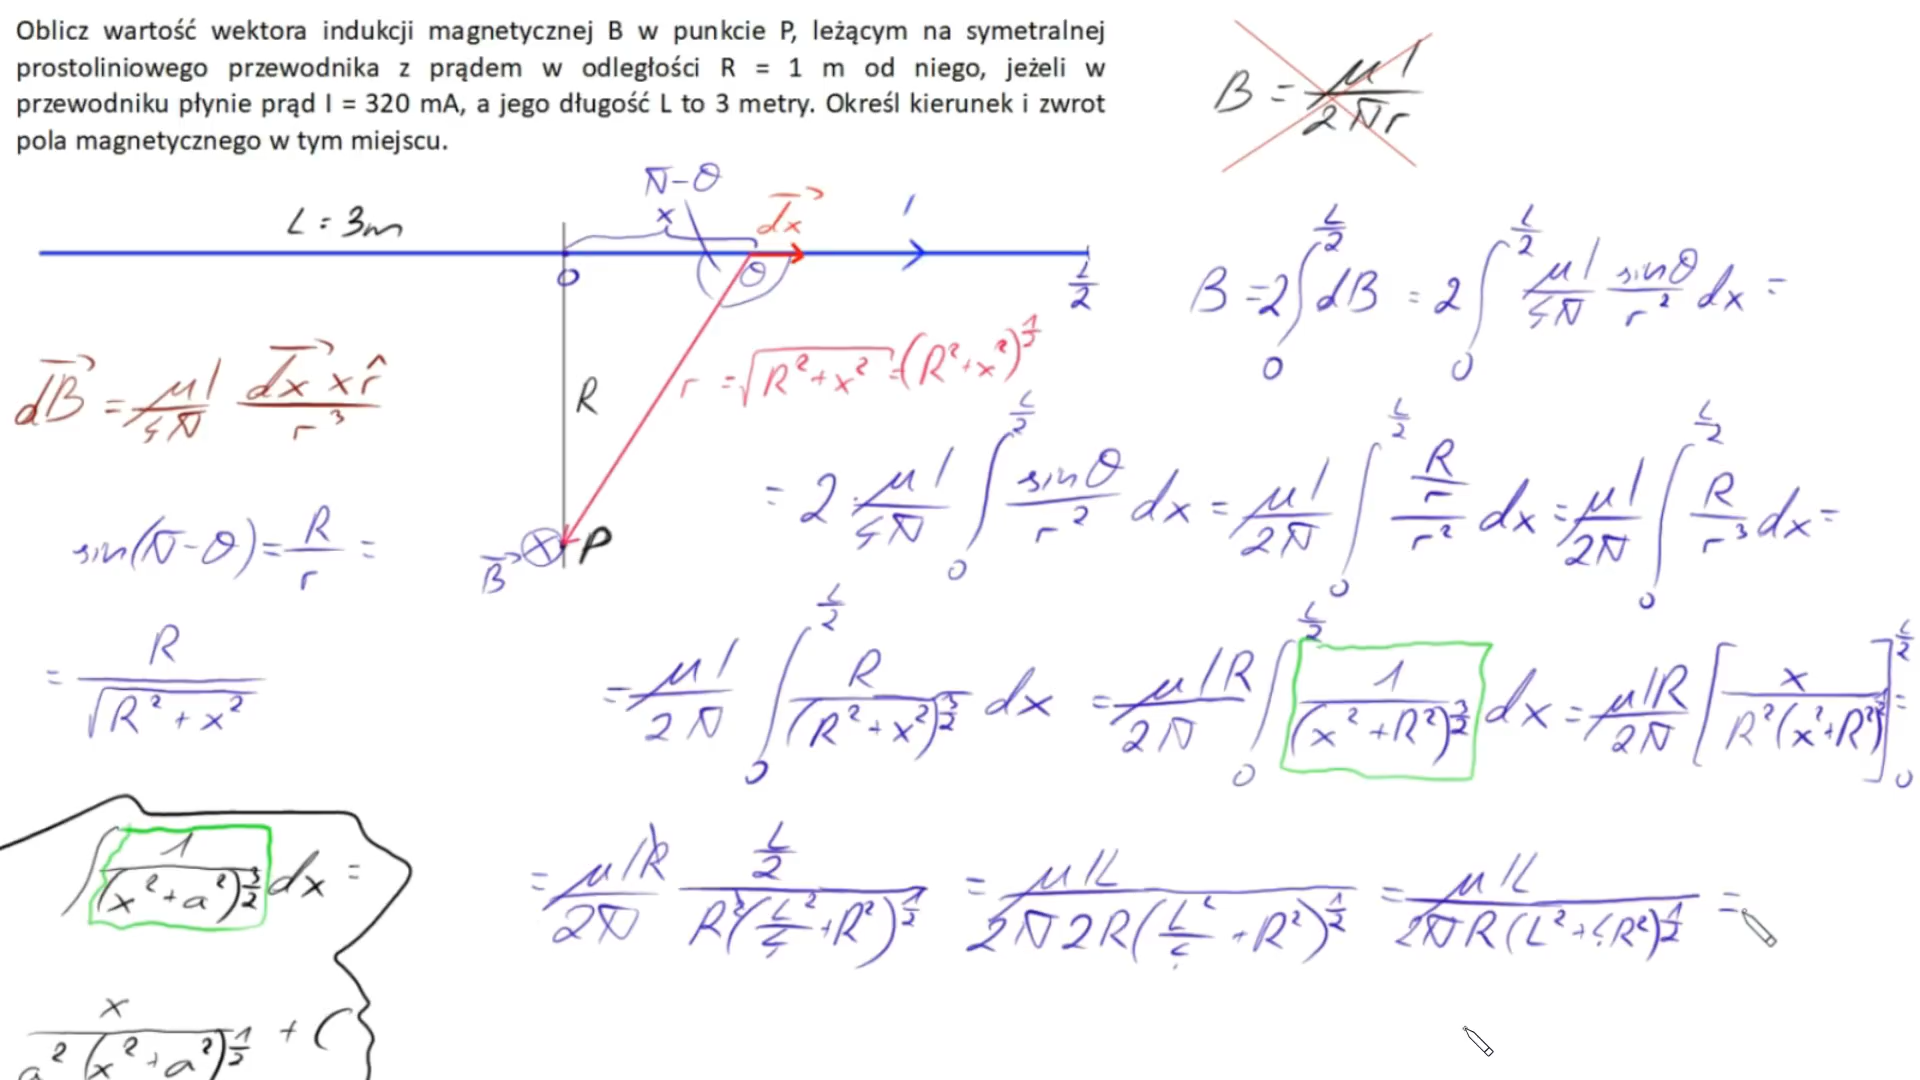 Oblicz wartość wektora indukcji magnetycznej B w punkcie P, leżącym na symetralnej
prostoliniowego przewodnika z prądem w odległości R = 1 m od niego, jeżeli w
przewodniku płynie prąd I = 320 mA, a jego długość L to 3 metry. Określ kierunek i zwrot
pola magnetycznego w tym miejscu.
B = μI / 2πr
L = 3m
π-θ
x
dx
I
0
θ
L/2
B = 2∫₀^(L/2) dB = 2∫₀^(L/2) μI/4π sinθ/r² dx =
dB = μI/4π dx × r̂ / r³
R
r = √(R²+x²) = (R²+x²)^(1/2)
= 2·μI/4π ∫₀^(L/2) sinθ/r² dx = μI/2π ∫₀^(L/2) (R/r)/r² dx = μI/2π ∫₀^(L/2) R/r³ dx =
sin(π-θ) = R/r =
B
P
= R/√(R²+x²)
= μI/2π ∫₀^(L/2) R/(R²+x²)^(3/2) dx = μIR/2π ∫₀^(L/2) 1/(x²+R²)^(3/2) dx = μIR/2π [x/R²(x²+R²)^(1/2)]₀^(L/2) =
∫ 1/(x²+a²)^(3/2) dx =
= μIR/2π (L/2)/R²(L²/4+R²)^(1/2) = μIL/2π2R(L²/4+R²)^(1/2) = μIL/2πR(L²+4R²)^(1/2) =
x/a²(x²+a²)^(1/2) + C